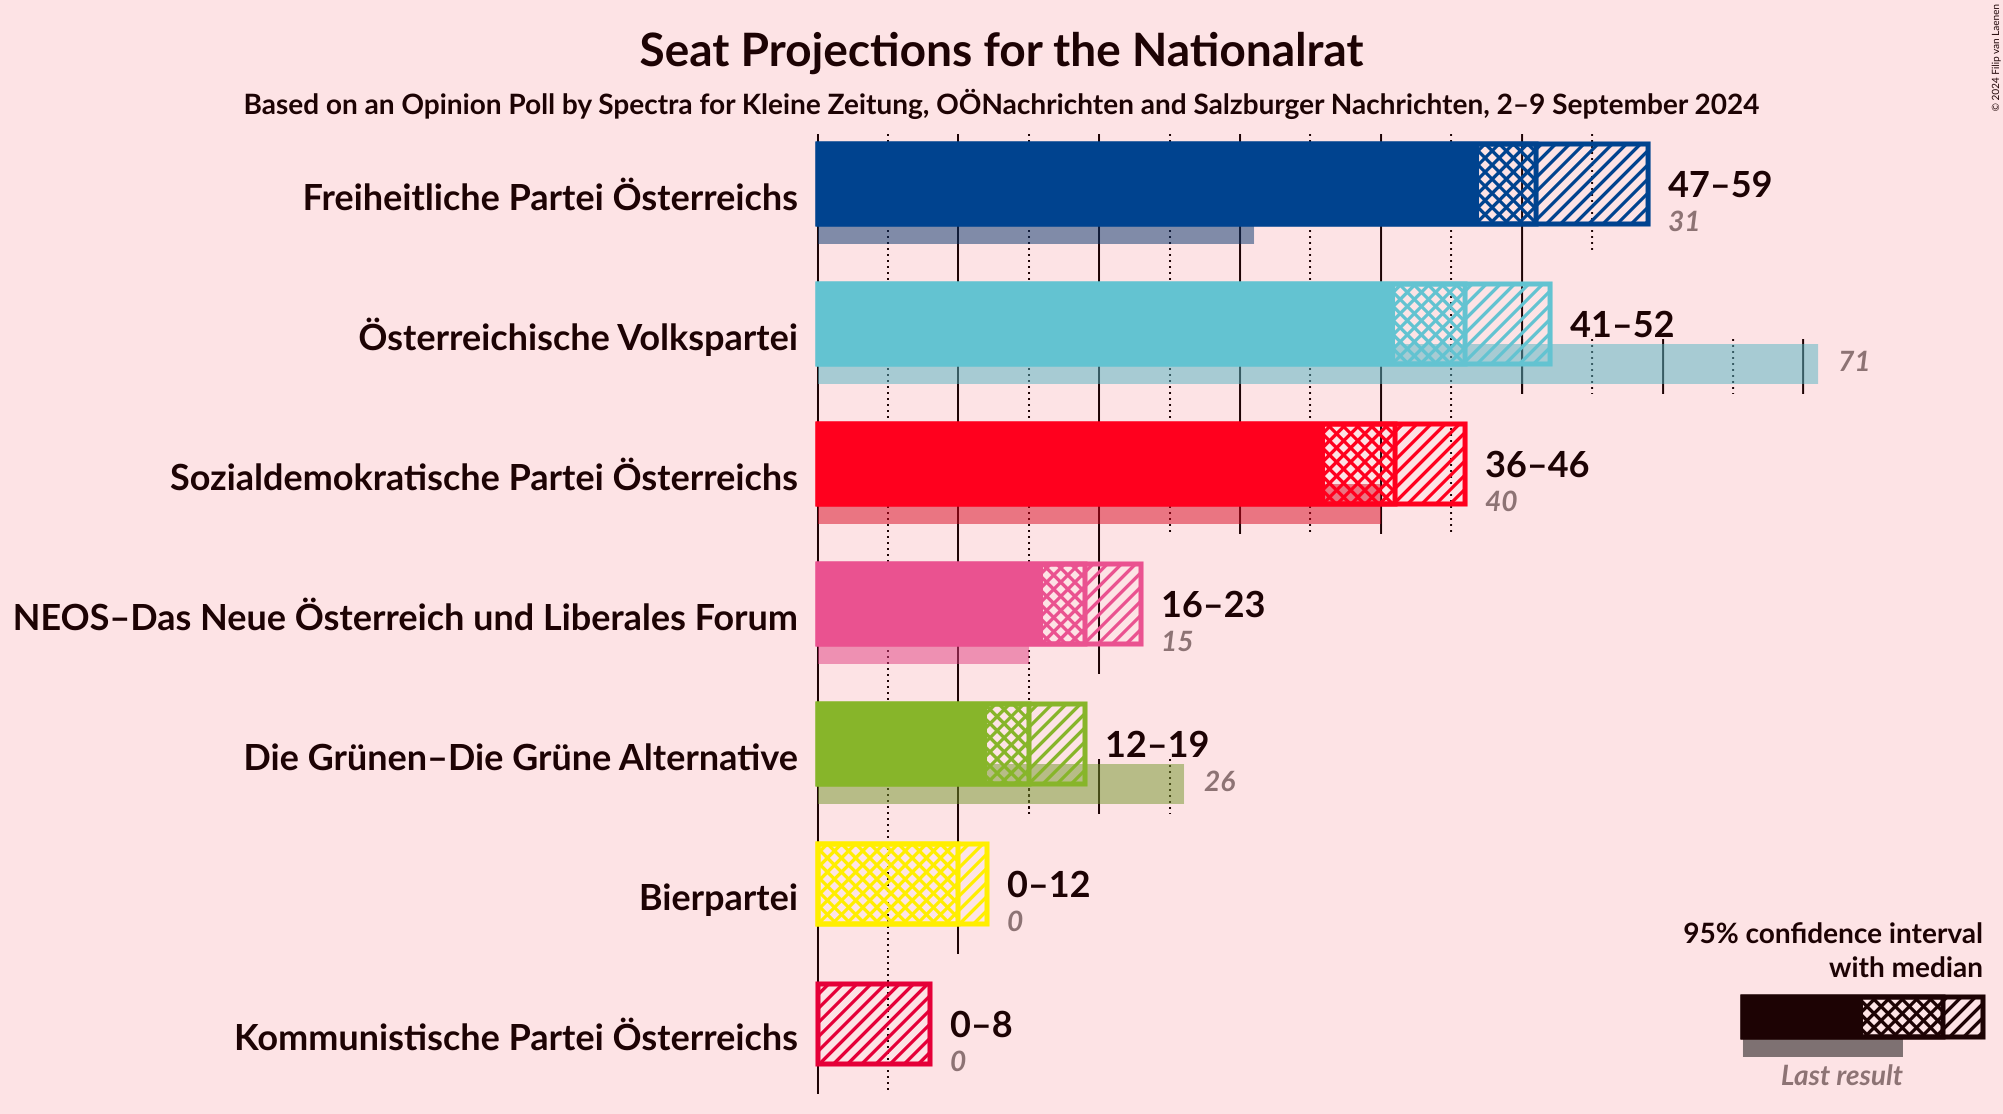 Seat Projections for the Nationalrat
Based on an Opinion Poll by Spectra for Kleine Zeitung, OÖNachrichten and Salzburger Nachrichten, 2–9 September 2024
© 2024 Filip van Laenen
Freiheitliche Partei Österreichs
47–59
31
Österreichische Volkspartei
41–52
71
Sozialdemokratische Partei Österreichs
36–46
40
NEOS–Das Neue Österreich und Liberales Forum
16–23
15
Die Grünen–Die Grüne Alternative
12–19
26
Bierpartei
0–12
0
Kommunistische Partei Österreichs
0–8
0
95% confidence interval
with median
Last result